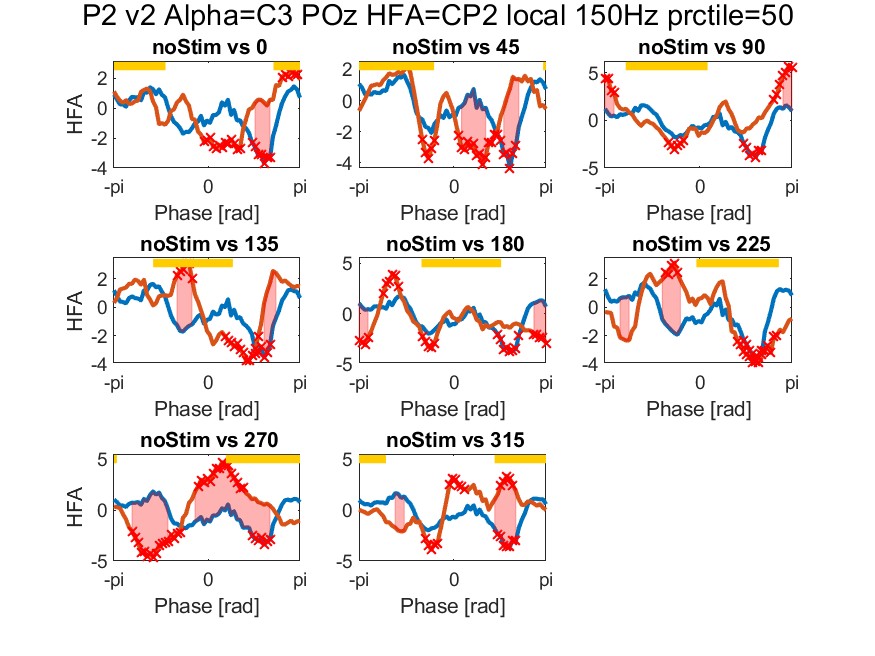 P2 v2 Alpha=C3 POz HFA=CP2 local 150Hz prctile=50
noStim vs 0
noStim vs 45
noStim vs 90
HFA
2
0
-2
-4
-pi
0
pi
Phase [rad]
2
0
-2
-4
-pi
0
pi
Phase [rad]
5
0
-5
-pi
0
pi
Phase [rad]
noStim vs 135
noStim vs 180
noStim vs 225
HFA
2
0
-2
-4
-pi
0
pi
Phase [rad]
5
0
-5
-pi
0
pi
Phase [rad]
2
0
-2
-4
-pi
0
pi
Phase [rad]
noStim vs 270
noStim vs 315
HFA
5
0
-5
-pi
0
pi
Phase [rad]
5
0
-5
-pi
0
pi
Phase [rad]